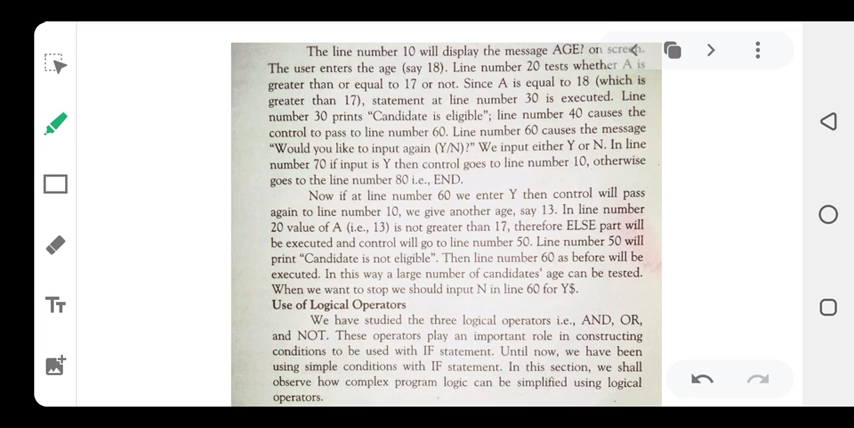 The line number 10 will display the message AGE? on screen.
The user enters the age (say 18). Line number 20 tests whether A is
greater than or equal to 17 or not. Since A is equal to 18 (which is
greater than 17), statement at line number 30 is executed. Line
number 30 prints “Candidate is eligible”; line number 40 causes the
control to pass to line number 60. Line number 60 causes the message
“Would you like to input again (Y/N)?” We input either Y or N. In line
number 70 if input is Y then control goes to line number 10, otherwise
goes to the line number 80 i.e., END.
Now if at line number 60 we enter Y then control will pass
again to line number 10, we give another age, say 13. In line number
20 value of A (i.e., 13) is not greater than 17, therefore ELSE part will
be executed and control will go to line number 50. Line number 50 will
print “Candidate is not eligible”. Then line number 60 as before will be
executed. In this way a large number of candidates’ age can be tested.
When we want to stop we should input N in line 60 for Y$.
Use of Logical Operators
We have studied the three logical operators i.e., AND, OR,
and NOT. These operators play an important role in constructing
conditions to be used with IF statement. Until now, we have been
using simple conditions with IF statement. In this section, we shall
observe how complex program logic can be simplified using logical
operators.
TT